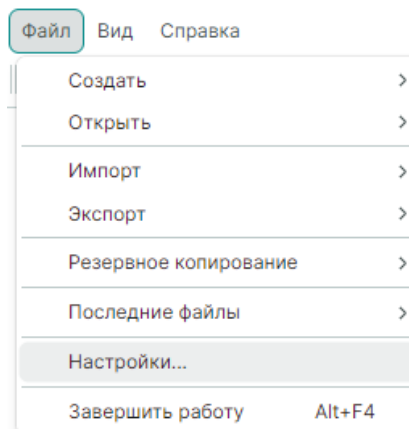 Файл Вид Справка
Создать
Открыть
Импорт
Экспорт
Резервное копирование
Последние файлы
Настройки...
Завершить работу Alt+F4